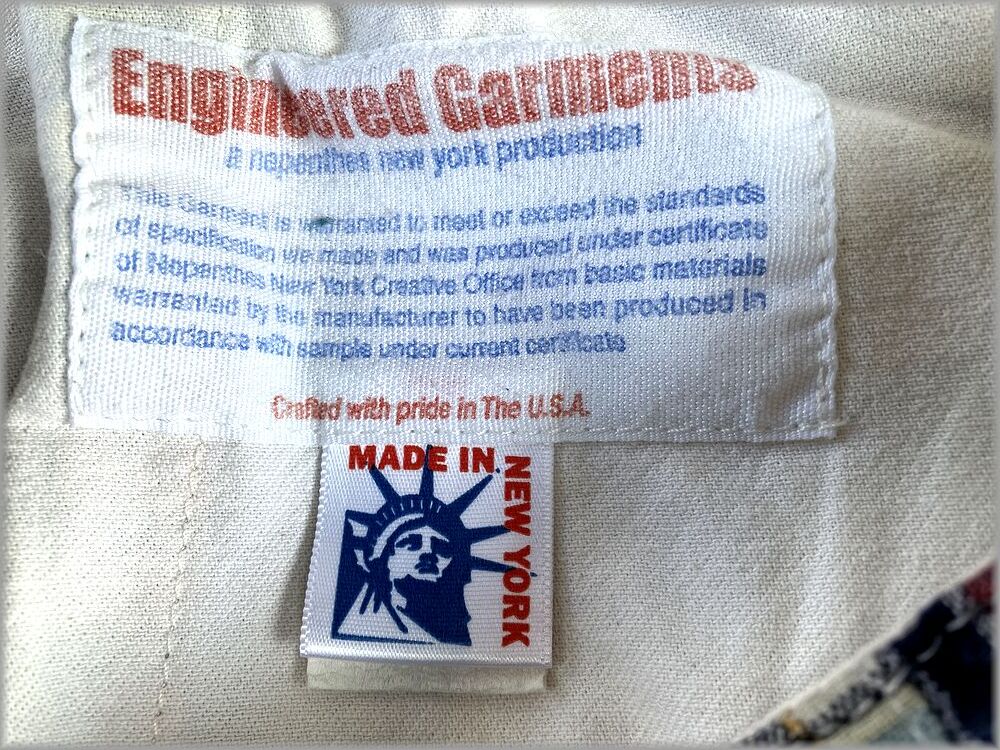 Engineered Garments
a nepenthes new york production
This Garment is warranted to meet or exceed the standards
of specification we made and was produced under certificate
of Nepenthes New York Creative Office from basic materials
warranted by the manufacturer to have been produced in
accordance with sample under current certificate
Crafted with pride in The U.S.A.
MADE IN
NEW YORK